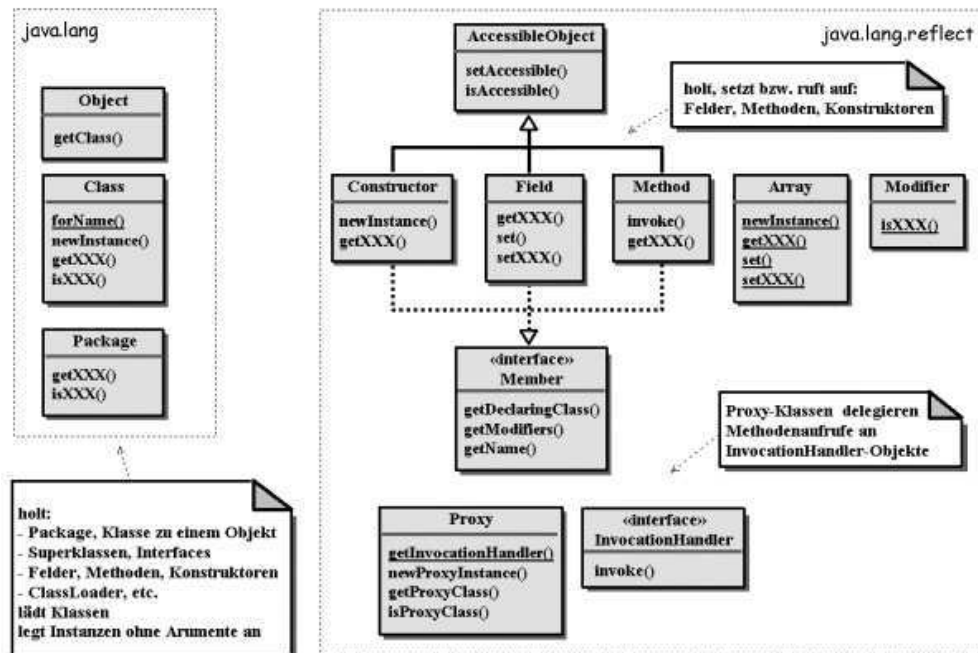 java.lang
Object
getClass()
Class
forName()
newInstance()
getXXX()
isXXX()
Package
getXXX()
isXXX()
holt:
- Package, Klasse zu einem Objekt
- Superklassen, Interfaces
- Felder, Methoden, Konstruktoren
- ClassLoader, etc.
lädt Klassen
legt Instanzen ohne Arumente an
java.lang.reflect
AccessibleObject
setAccessible()
isAccessible()
holt, setzt bzw. ruft auf:
Felder, Methoden, Konstruktoren
Constructor
newInstance()
getXXX()
Field
getXXX()
set()
setXXX()
Method
invoke()
getXXX()
Array
newInstance()
getXXX()
set()
setXXX()
Modifier
isXXX()
«interface»
Member
getDeclaringClass()
getModifiers()
getName()
Proxy-Klassen delegieren
Methodenaufrufe an
InvocationHandler-Objekte
Proxy
getInvocationHandler()
newProxyInstance()
getProxyClass()
isProxyClass()
«interface»
InvocationHandler
invoke()